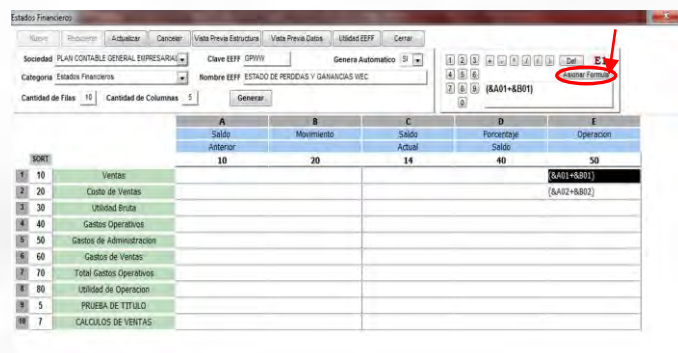 Estados Financieros
Nuevo Reportes Actualizar Cancelar Vista Previa Estructura Vista Previa Datos Utilidad EEFF Cerrar
Sociedad PLAN CONTABLE GENERAL EMPRESARIAL Clave EEFF GPWW Genera Automatico SI
Categoria Estados Financieros Nombre EEFF ESTADO DE PERDIDAS Y GANANCIAS WEC
Cantidad de Filas 10 Cantidad de Columnas 5 Generar
1 2 3 + - * / ( ) Del E1
4 5 6 Asignar Formula
7 8 9 (&A01+&B01)
0
A B C D E
Saldo Movimiento Saldo Porcentaje Operacion
Anterior Actual Saldo
SORT 10 20 14 40 50
1 10 Ventas (&A01+&B01)
2 20 Costo de Ventas (&A02+&B02)
3 30 Utilidad Bruta
4 40 Gastos Operativos
5 50 Gastos de Administracion
6 60 Gastos de Ventas
7 70 Total Gastos Operativos
8 80 Utilidad de Operacion
9 5 PRUEBA DE TITULO
10 7 CALCULOS DE VENTAS